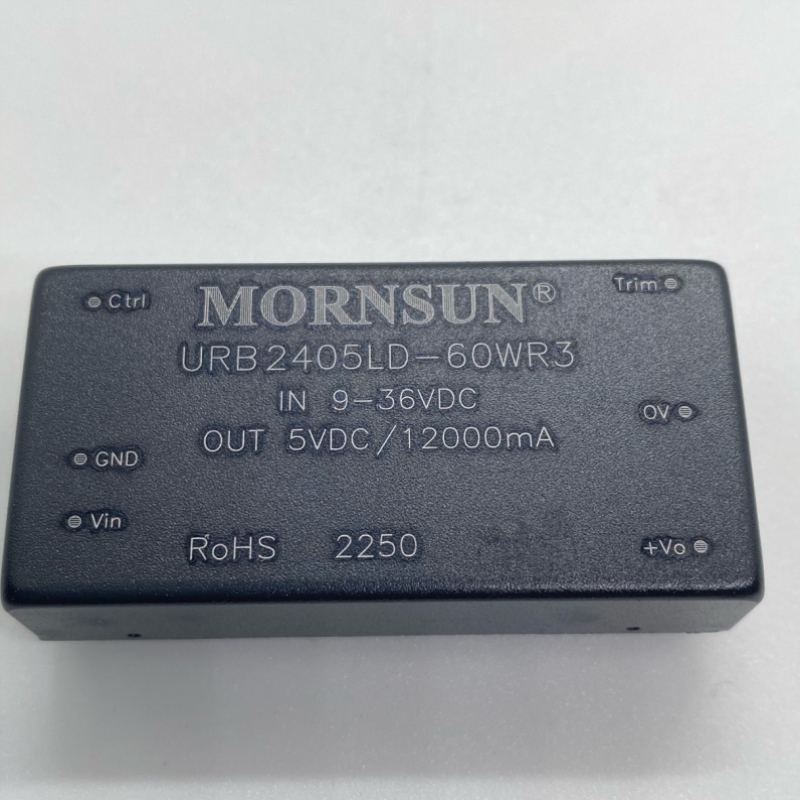 Ctrl
MORNSUN®
Trim
URB2405LD-60WR3
IN 9-36VDC
0V
OUT 5VDC/12000mA
GND
Vin
RoHS 2250
+Vo